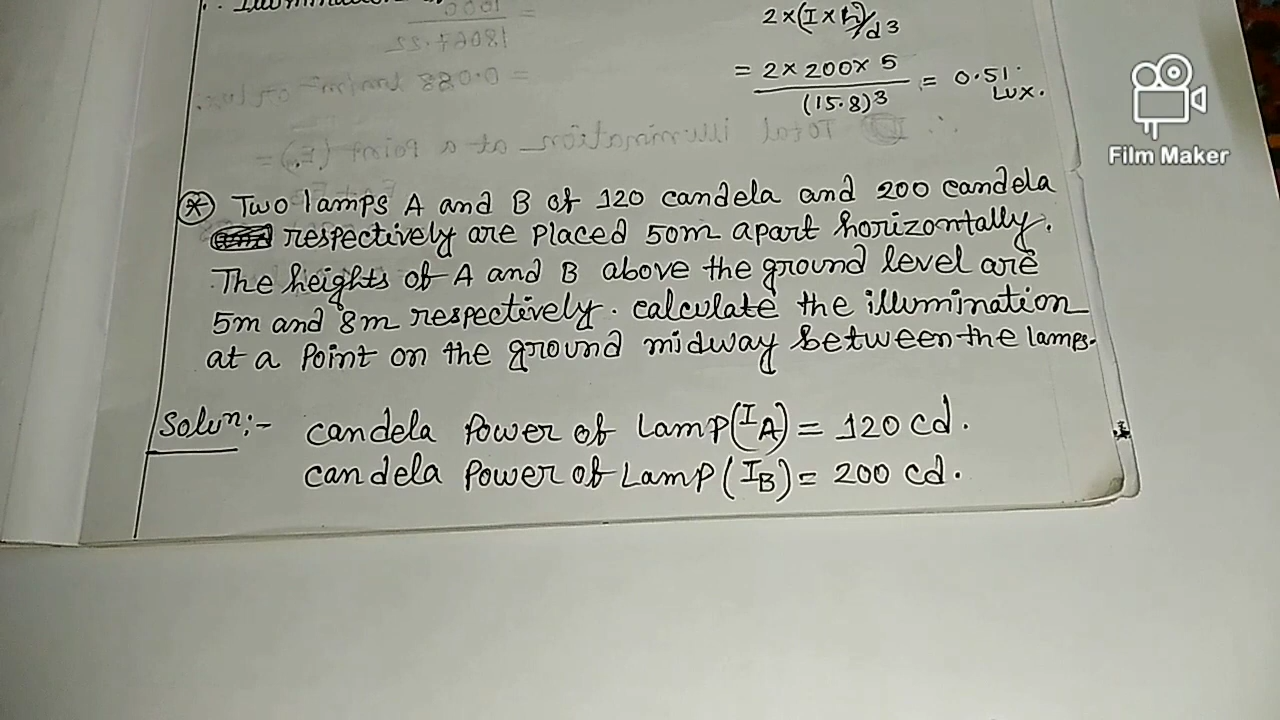 2×(I×h)/d3
= 2×200×5 / (15.8)3 = 0.51 Lux.
Film Maker
* Two lamps A and B of 120 candela and 200 candela
respectively are placed 50m apart horizontally.
The heights of A and B above the ground level are
5m and 8m respectively. calculate the illumination
at a Point on the ground midway between the lamps.
Solun:- candela Power of Lamp (IA) = 120 cd.
candela Power of Lamp (IB) = 200 cd.